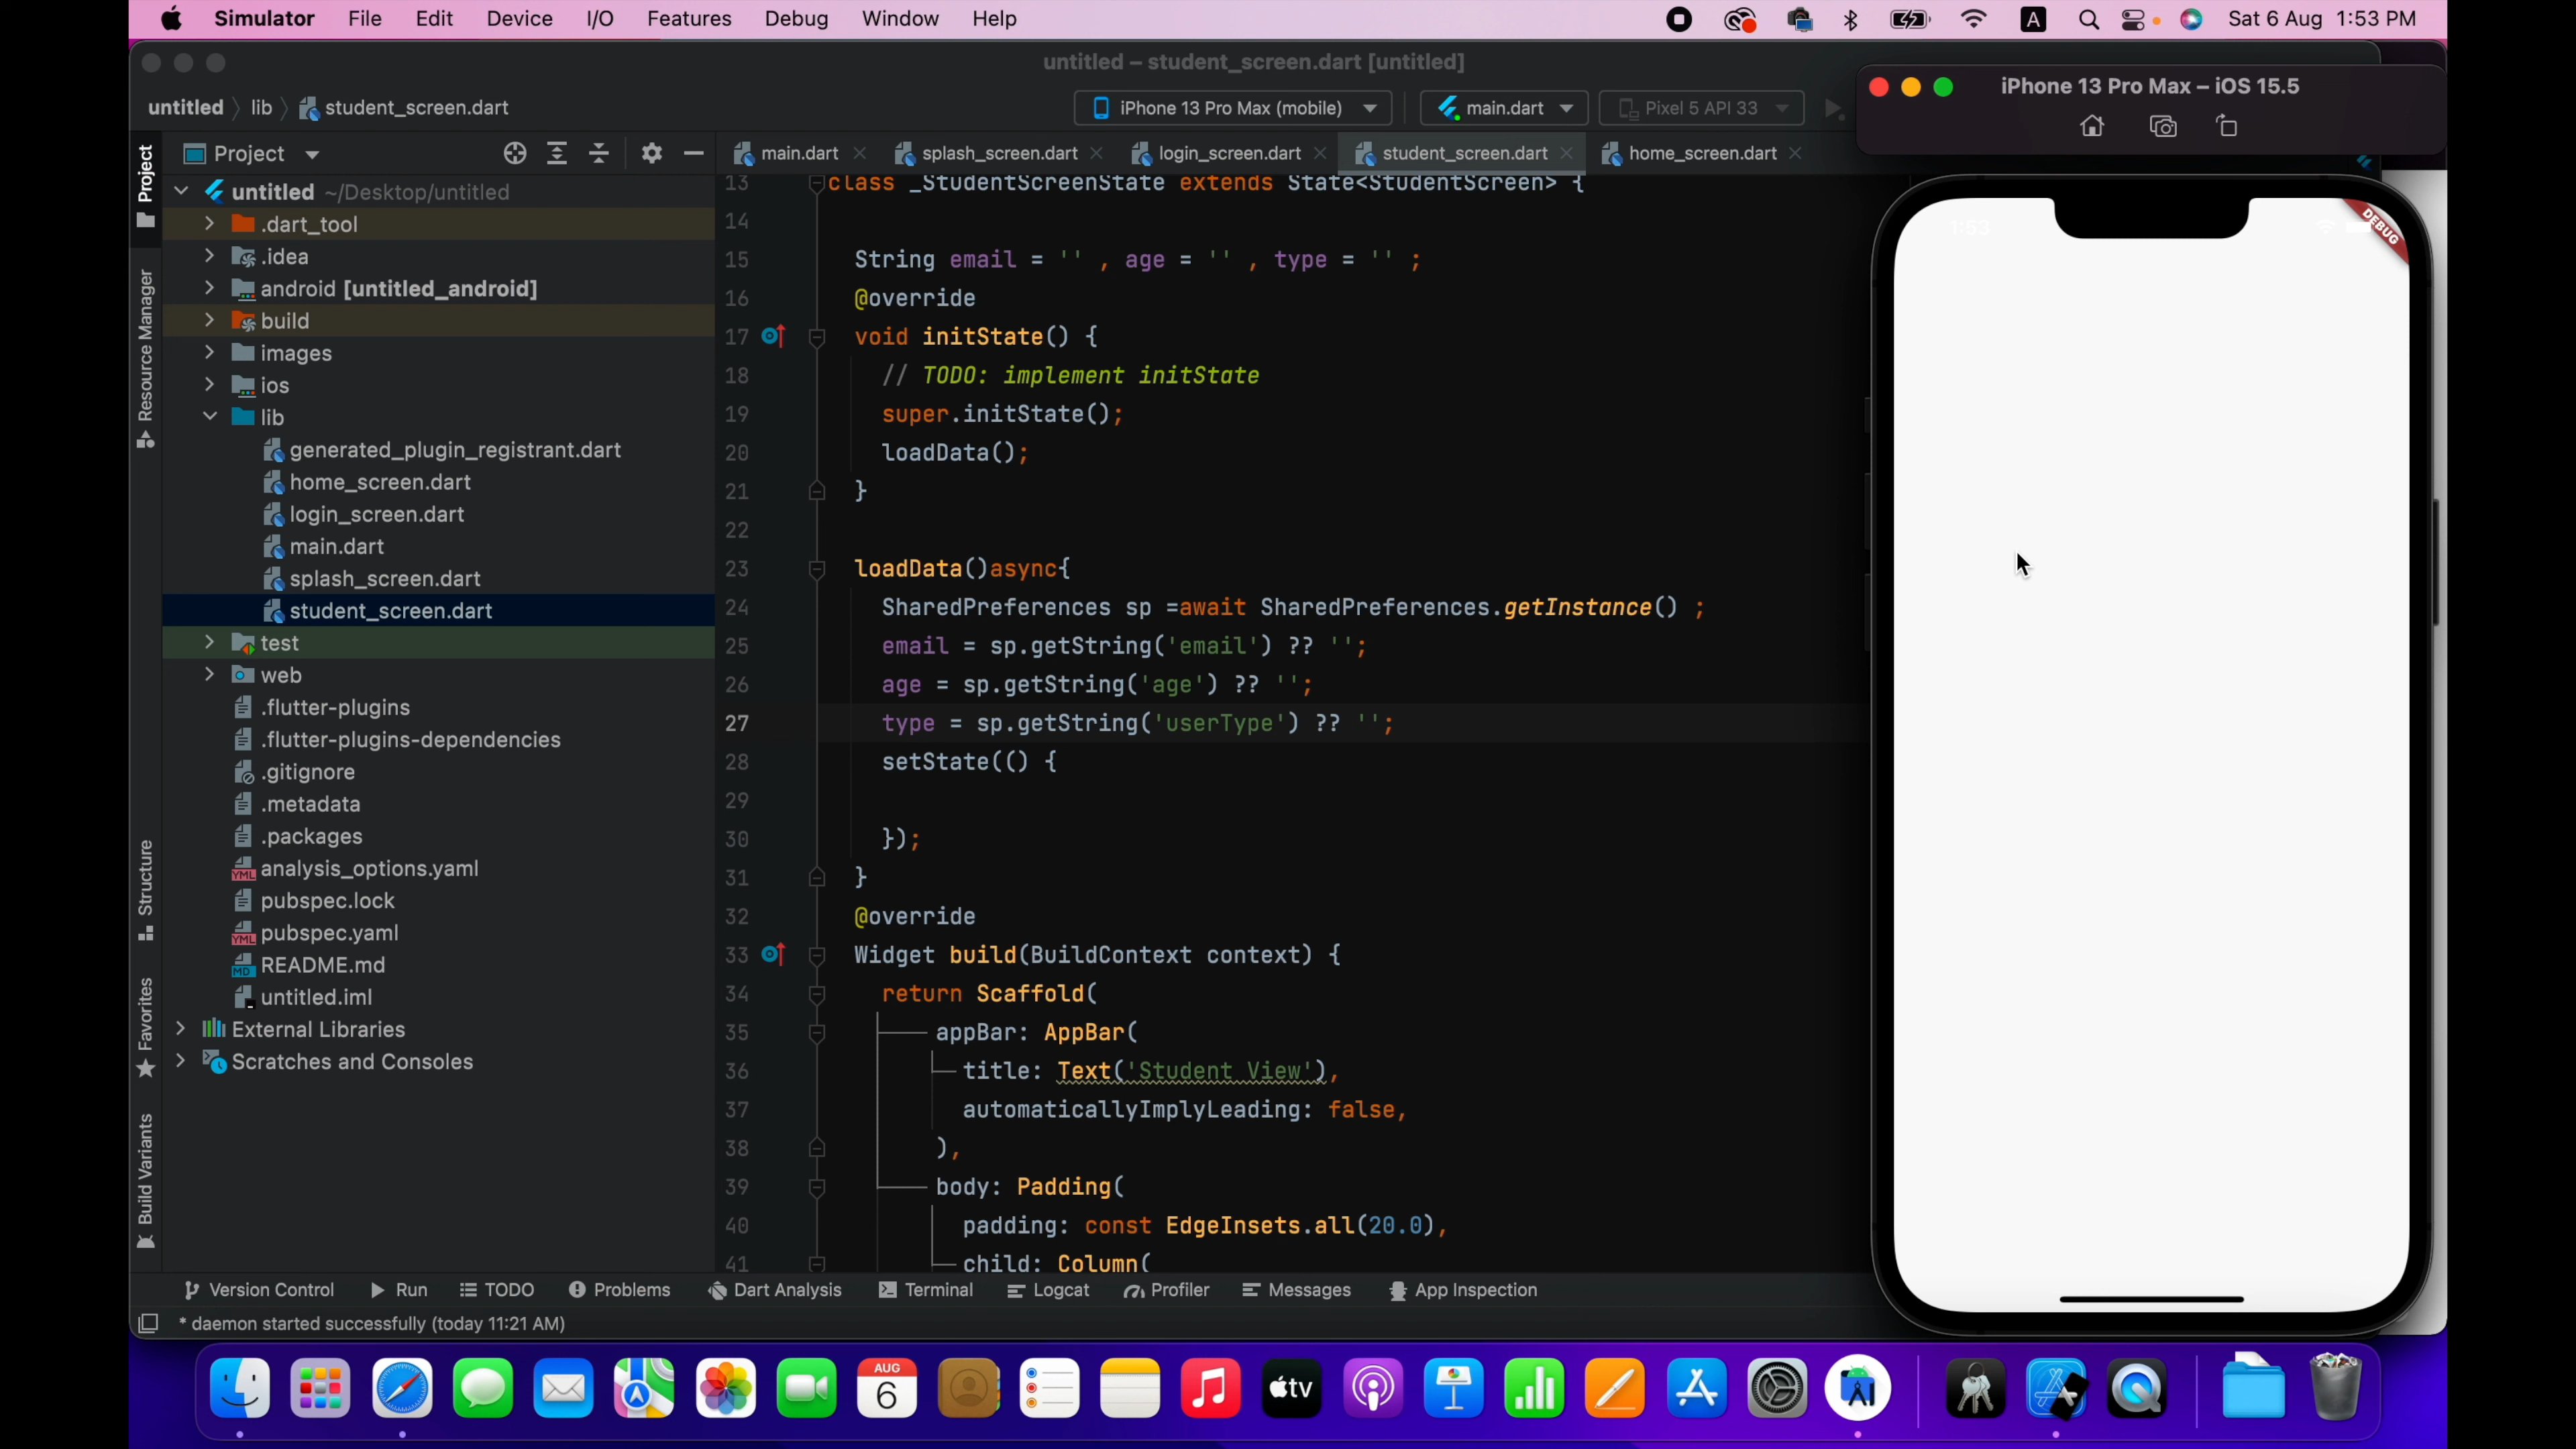 Simulator File Edit Device I/O Features Debug Window Help A Sat 6 Aug 1:53 PM
untitled – student_screen.dart [untitled]
untitled lib student_screen.dart iPhone 13 Pro Max (mobile) main.dart Pixel 5 API 33
iPhone 13 Pro Max – iOS 15.5
Project
main.dart splash_screen.dart login_screen.dart student_screen.dart home_screen.dart
Project
Resource Manager
Structure
Favorites
Build Variants
untitled ~/Desktop/untitled
.dart_tool
.idea
android [untitled_android]
build
images
ios
lib
generated_plugin_registrant.dart
home_screen.dart
login_screen.dart
main.dart
splash_screen.dart
student_screen.dart
test
web
.flutter-plugins
.flutter-plugins-dependencies
.gitignore
.metadata
.packages
YML analysis_options.yaml
pubspec.lock
YML pubspec.yaml
MD README.md
untitled.iml
External Libraries
Scratches and Consoles
13 class _StudentScreenState extends State<StudentScreen> {
14
15 String email = '' , age = '' , type = '' ;
16 @override
17 void initState() {
18 // TODO: implement initState
19 super.initState();
20 loadData();
21 }
22
23 loadData()async{
24 SharedPreferences sp =await SharedPreferences.getInstance() ;
25 email = sp.getString('email') ?? '';
26 age = sp.getString('age') ?? '';
27 type = sp.getString('userType') ?? '';
28 setState(() {
29
30 });
31 }
32 @override
33 Widget build(BuildContext context) {
34 return Scaffold(
35 appBar: AppBar(
36 title: Text('Student View'),
37 automaticallyImplyLeading: false,
38 ),
39 body: Padding(
40 padding: const EdgeInsets.all(20.0),
41 child: Column(
1:53
DEBUG
Version Control Run TODO Problems Dart Analysis Terminal Logcat Profiler Messages App Inspection
* daemon started successfully (today 11:21 AM)
AUG
6
tv